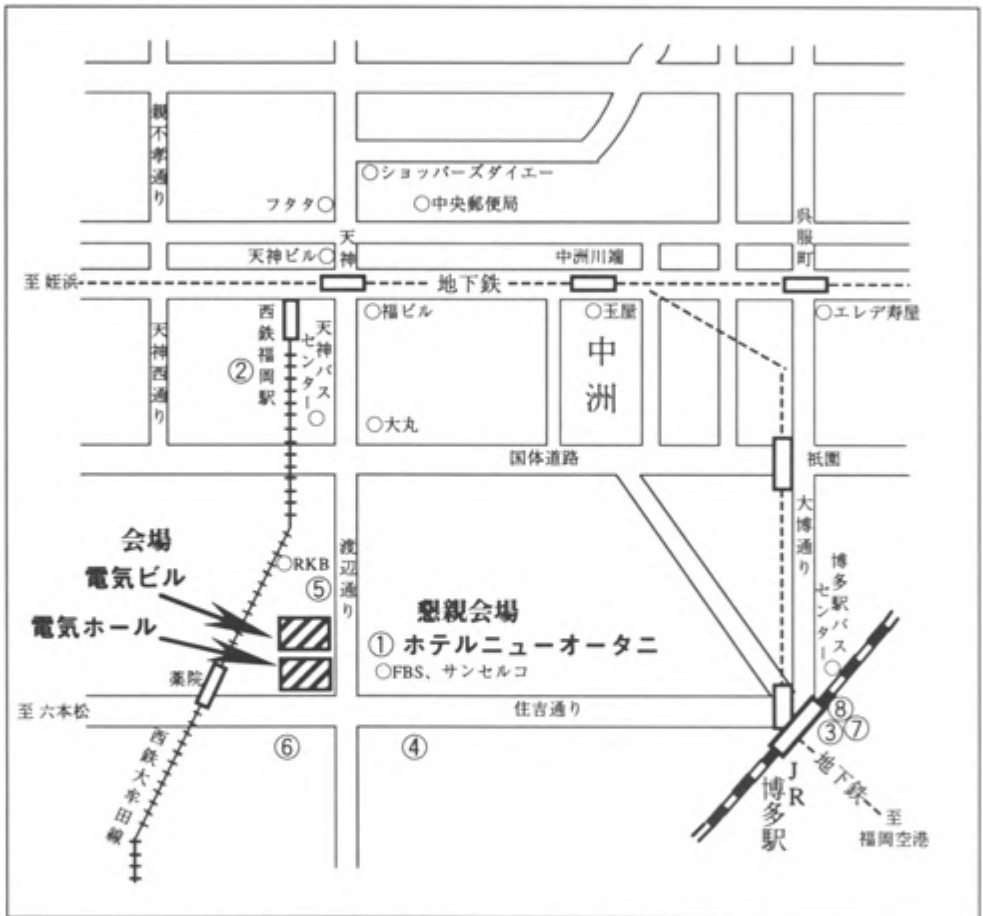 親不孝通り
○ショッパーズダイエー
フタタ○
○中央郵便局
呉服町
天神
天神ビル○
中洲川端
至 姪浜
地下鉄
西鉄福岡駅
天神バスセンター○
○福ビル
○玉屋
○エレデ寿屋
天神西通り
②
中洲
○大丸
国体道路
祇園
大博通り
会場
電気ビル
電気ホール
○RKB
⑤
渡辺通り
懇親会場
① ホテルニューオータニ
○FBS、サンセルコ
博多駅バスセンター○
薬院
至 六本松
住吉通り
⑧
③⑦
⑥
④
西鉄大牟田線
JR博多駅
地下鉄
至
福岡空港